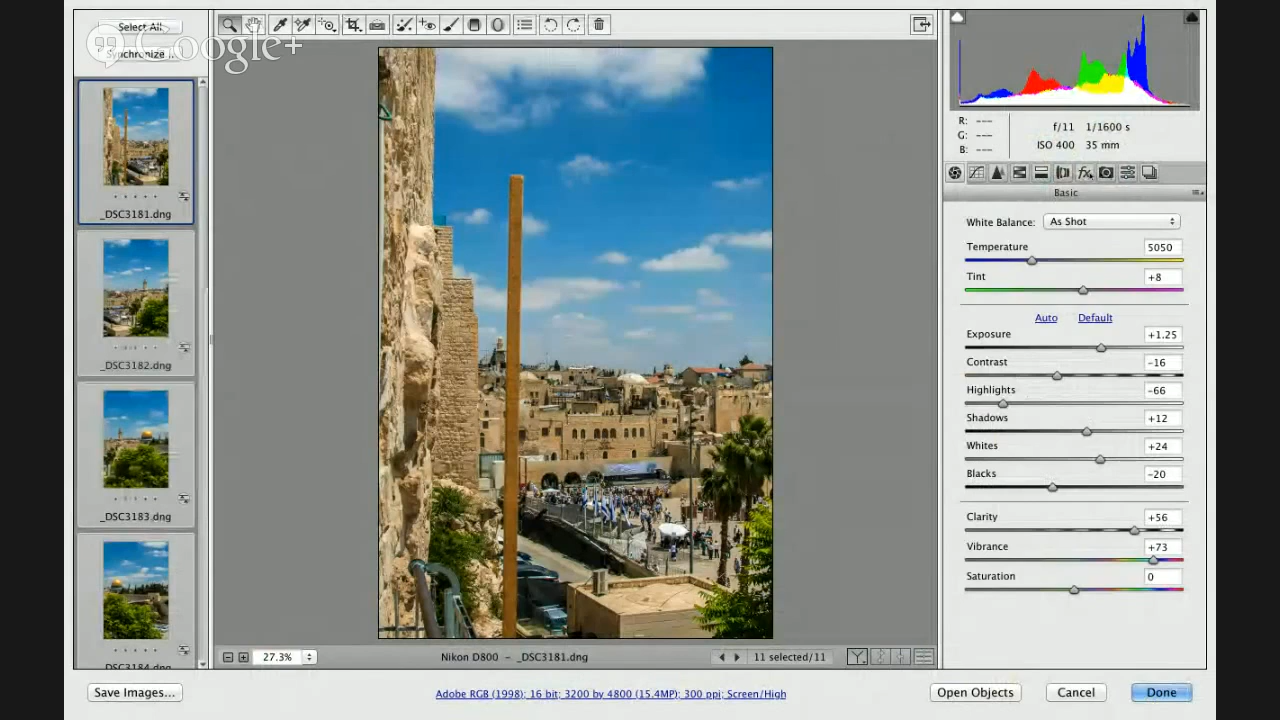 Select All
Synchronize...
Google+
_DSC3181.dng
_DSC3182.dng
_DSC3183.dng
_DSC3184.dng
27.3%
Nikon D800 - _DSC3181.dng
11 selected/11
Save Images...
Adobe RGB (1998); 16 bit; 3200 by 4800 (15.4MP); 300 ppi; Screen/High
Open Objects
Cancel
Done
R: ---
G: ---
B: ---
f/11 1/1600 s
ISO 400 35 mm
fx
Basic
White Balance: As Shot
Temperature 5050
Tint +8
Auto Default
Exposure +1.25
Contrast -16
Highlights -66
Shadows +12
Whites +24
Blacks -20
Clarity +56
Vibrance +73
Saturation 0